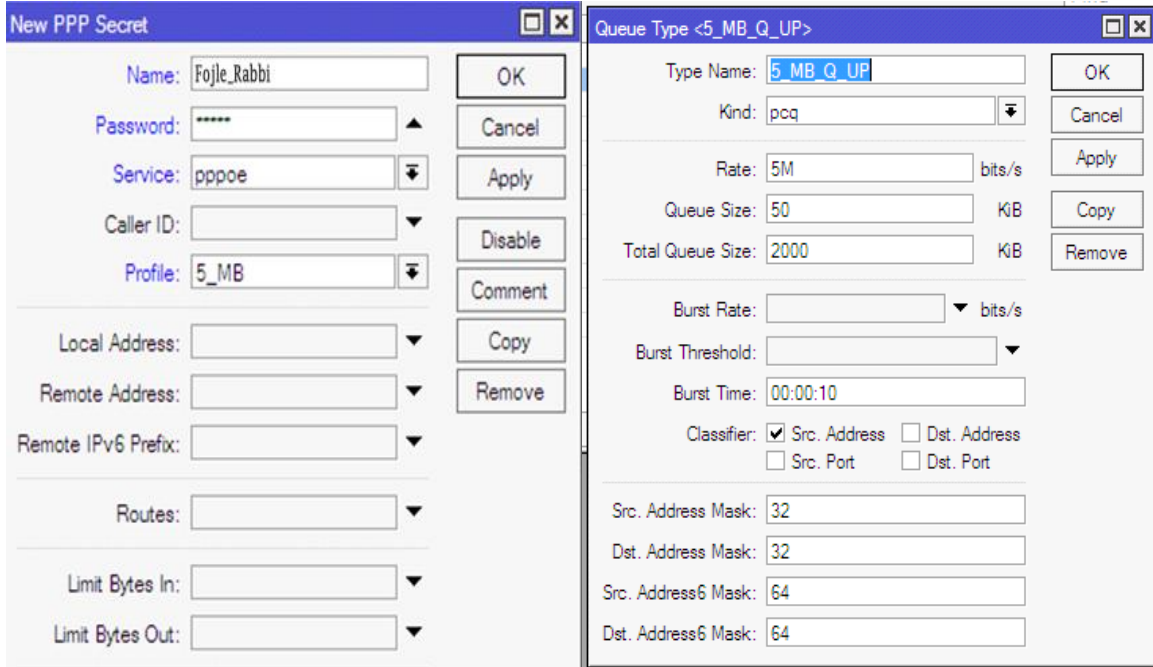 New PPP Secret
Name: Fojle_Rabbi
OK
Password: *****
Cancel
Service: pppoe
Apply
Caller ID:
Disable
Profile: 5_MB
Comment
Local Address:
Copy
Remote Address:
Remove
Remote IPv6 Prefix:
Routes:
Limit Bytes In:
Limit Bytes Out:
Queue Type <5_MB_Q_UP>
Type Name: 5_MB_Q_UP
OK
Kind: pcq
Cancel
Rate: 5M bits/s
Apply
Queue Size: 50 KiB
Copy
Total Queue Size: 2000 KiB
Remove
Burst Rate: bits/s
Burst Threshold:
Burst Time: 00:00:10
Classifier: Src. Address Dst. Address
Src. Port Dst. Port
Src. Address Mask: 32
Dst. Address Mask: 32
Src. Address6 Mask: 64
Dst. Address6 Mask: 64